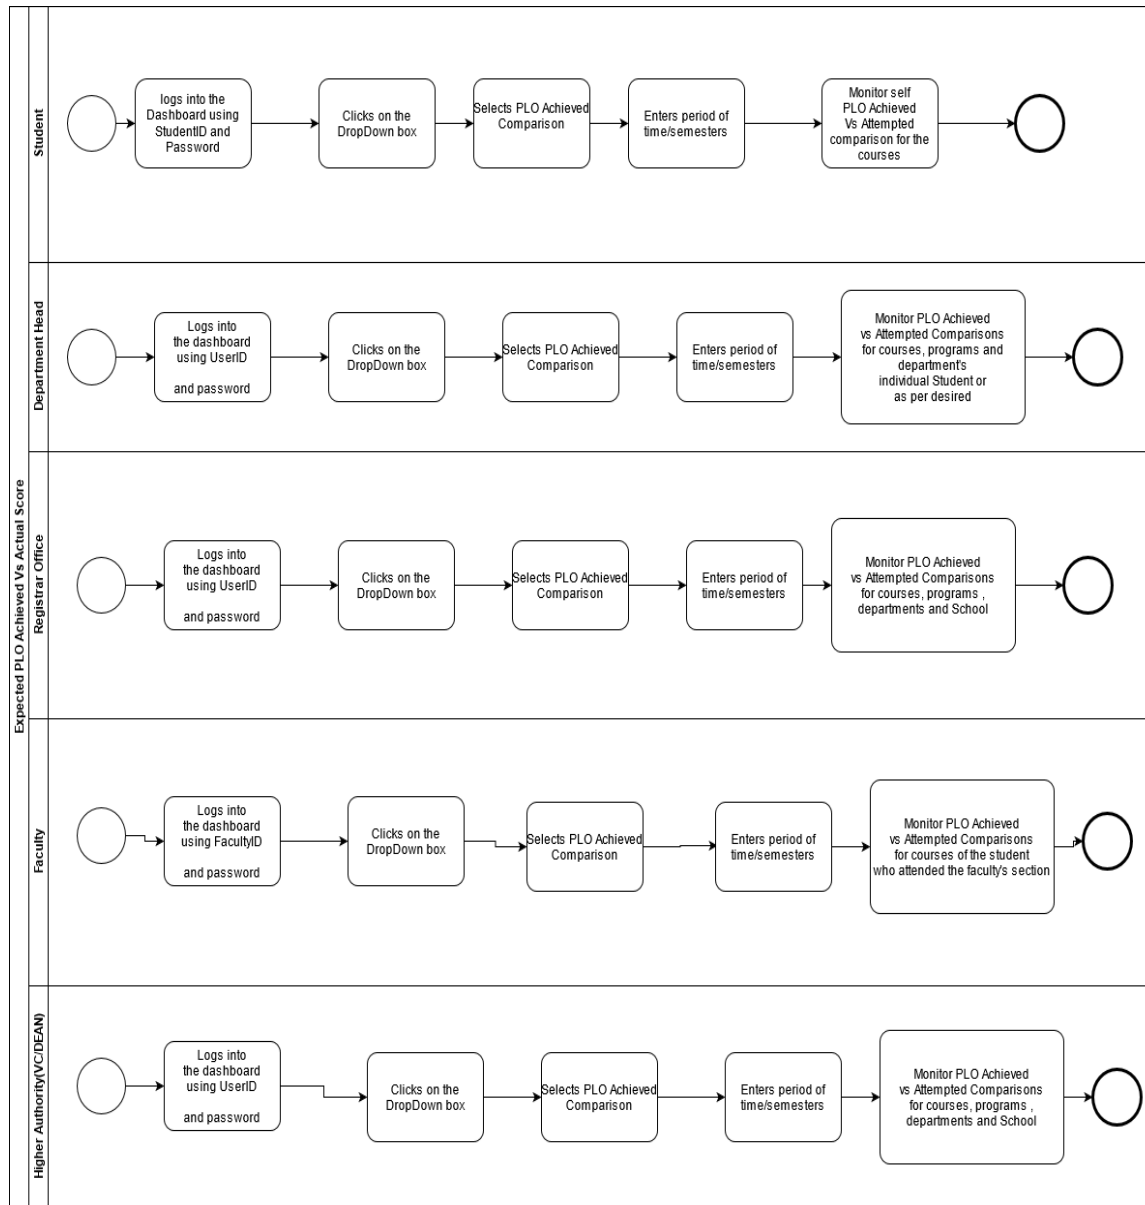 Expected PLO Achieved Vs Actual Score
Student
logs into the
Dashboard using
StudentID and
Password
Clicks on the
DropDown box
Selects PLO Achieved
Comparison
Enters period of
time/semesters
Monitor self
PLO Achieved
Vs Attempted
comparison for the
courses
Department Head
Logs into
the dashboard
using UserID
and password
Clicks on the
DropDown box
Selects PLO Achieved
Comparison
Enters period of
time/semesters
Monitor PLO Achieved
vs Attempted Comparisons
for courses, programs and
department's
individual Student or
as per desired
Registrar Office
Logs into
the dashboard
using UserID
and password
Clicks on the
DropDown box
Selects PLO Achieved
Comparison
Enters period of
time/semesters
Monitor PLO Achieved
vs Attempted Comparisons
for courses, programs ,
departments and School
Faculty
Logs into
the dashboard
using FacultyID
and password
Clicks on the
DropDown box
Selects PLO Achieved
Comparison
Enters period of
time/semesters
Monitor PLO Achieved
vs Attempted Comparisons
for courses of the student
who attended the faculty's section
Higher Authority(VC/DEAN)
Logs into
the dashboard
using UserID
and password
Clicks on the
DropDown box
Selects PLO Achieved
Comparison
Enters period of
time/semesters
Monitor PLO Achieved
vs Attempted Comparisons
for courses, programs ,
departments and School